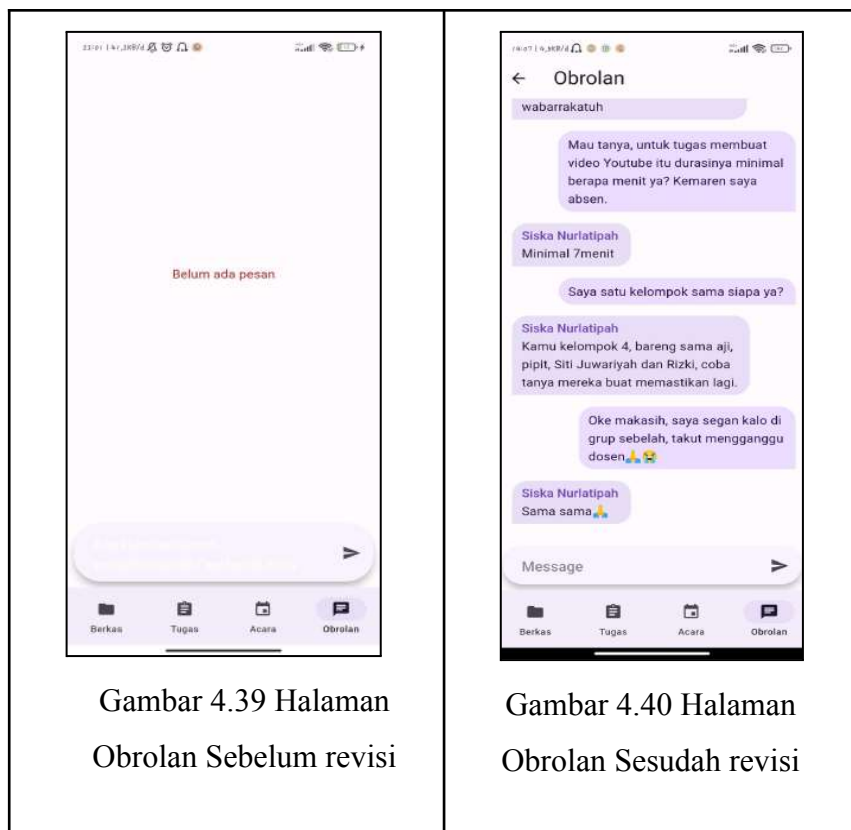 Belum ada pesan
Berkas Tugas Acara Obrolan
Gambar 4.39 Halaman
Obrolan Sebelum revisi
← Obrolan
wabarrakatuh
Mau tanya, untuk tugas membuat
video Youtube itu durasinya minimal
berapa menit ya? Kemaren saya
absen.
Siska Nurlatipah
Minimal 7menit
Saya satu kelompok sama siapa ya?
Siska Nurlatipah
Kamu kelompok 4, bareng sama aji,
pipit, Siti Juwariyah dan Rizki, coba
tanya mereka buat memastikan lagi.
Oke makasih, saya segan kalo di
grup sebelah, takut mengganggu
dosen🙏😭
Siska Nurlatipah
Sama sama🙏
Message
Berkas Tugas Acara Obrolan
Gambar 4.40 Halaman
Obrolan Sesudah revisi